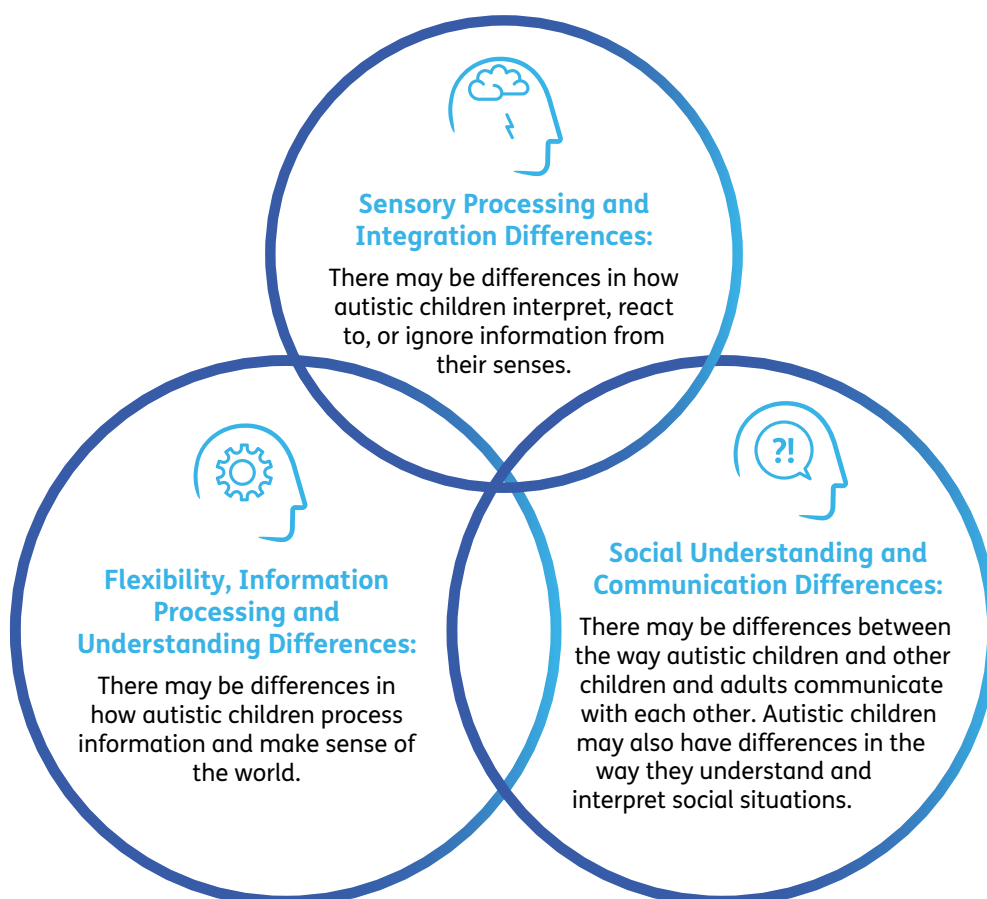 Sensory Processing and
Integration Differences:
There may be differences in how
autistic children interpret, react
to, or ignore information from
their senses.
Flexibility, Information
Processing and
Understanding Differences:
There may be differences in
how autistic children process
information and make sense of
the world.
?!
Social Understanding and
Communication Differences:
There may be differences between
the way autistic children and other
children and adults communicate
with each other. Autistic children
may also have differences in the
way they understand and
interpret social situations.